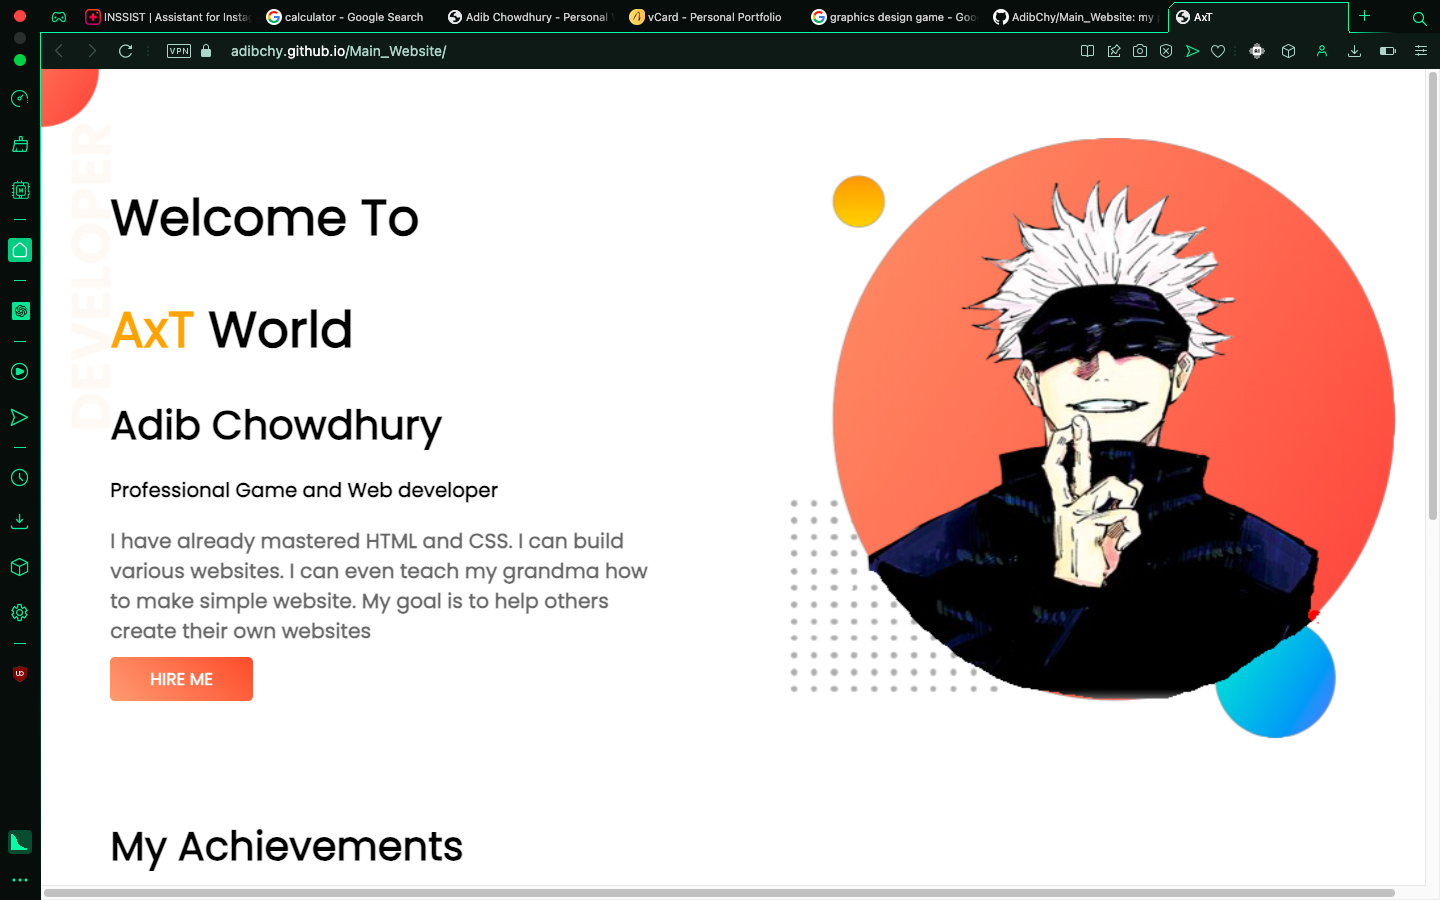 INSSIST | Assistant for Insta
calculator - Google Search
Adib Chowdhury - Personal
vCard - Personal Portfolio
graphics design game - Goo
AdibChy/Main_Website: my
AxT
VPN
adibchy.github.io/Main_Website/
DEVELOPER
Welcome To
AxT World
Adib Chowdhury
Professional Game and Web developer
I have already mastered HTML and CSS. I can build
various websites. I can even teach my grandma how
to make simple website. My goal is to help others
create their own websites
HIRE ME
My Achievements